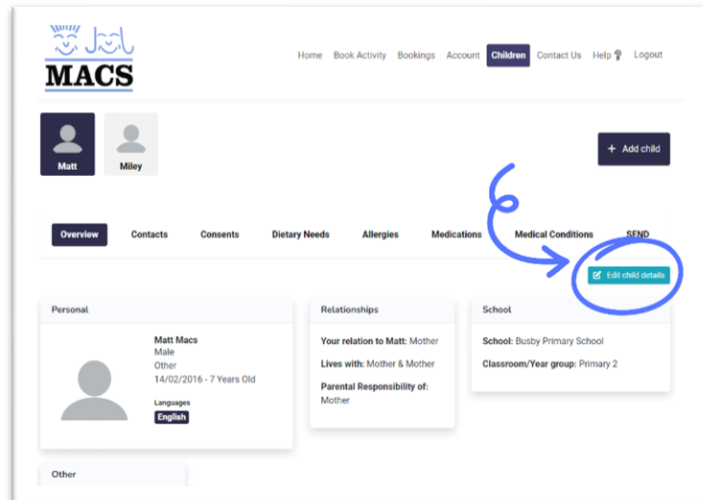 MACS
Home Book Activity Bookings Account Children Contact Us Help Logout
Matt
Miley
+ Add child
Overview Contacts Consents Dietary Needs Allergies Medications Medical Conditions SEND
Edit child details
Personal
Matt Macs
Male
Other
14/02/2016 - 7 Years Old
Languages
English
Relationships
Your relation to Matt: Mother
Lives with: Mother & Mother
Parental Responsibility of:
Mother
School
School: Busby Primary School
Classroom/Year group: Primary 2
Other